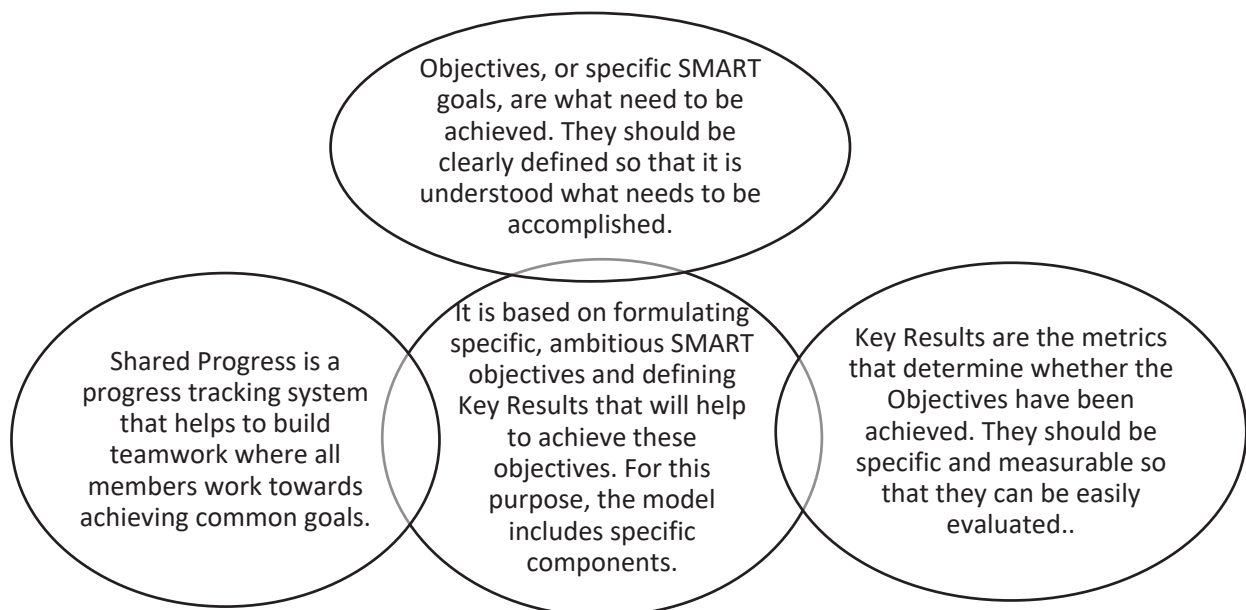 Objectives, or specific SMART
goals, are what need to be
achieved. They should be
clearly defined so that it is
understood what needs to be
accomplished.
Shared Progress is a
progress tracking system
that helps to build
teamwork where all
members work towards
achieving common goals.
It is based on formulating
specific, ambitious SMART
objectives and defining
Key Results that will help
to achieve these
objectives. For this
purpose, the model
includes specific
components.
Key Results are the metrics
that determine whether the
Objectives have been
achieved. They should be
specific and measurable so
that they can be easily
evaluated..